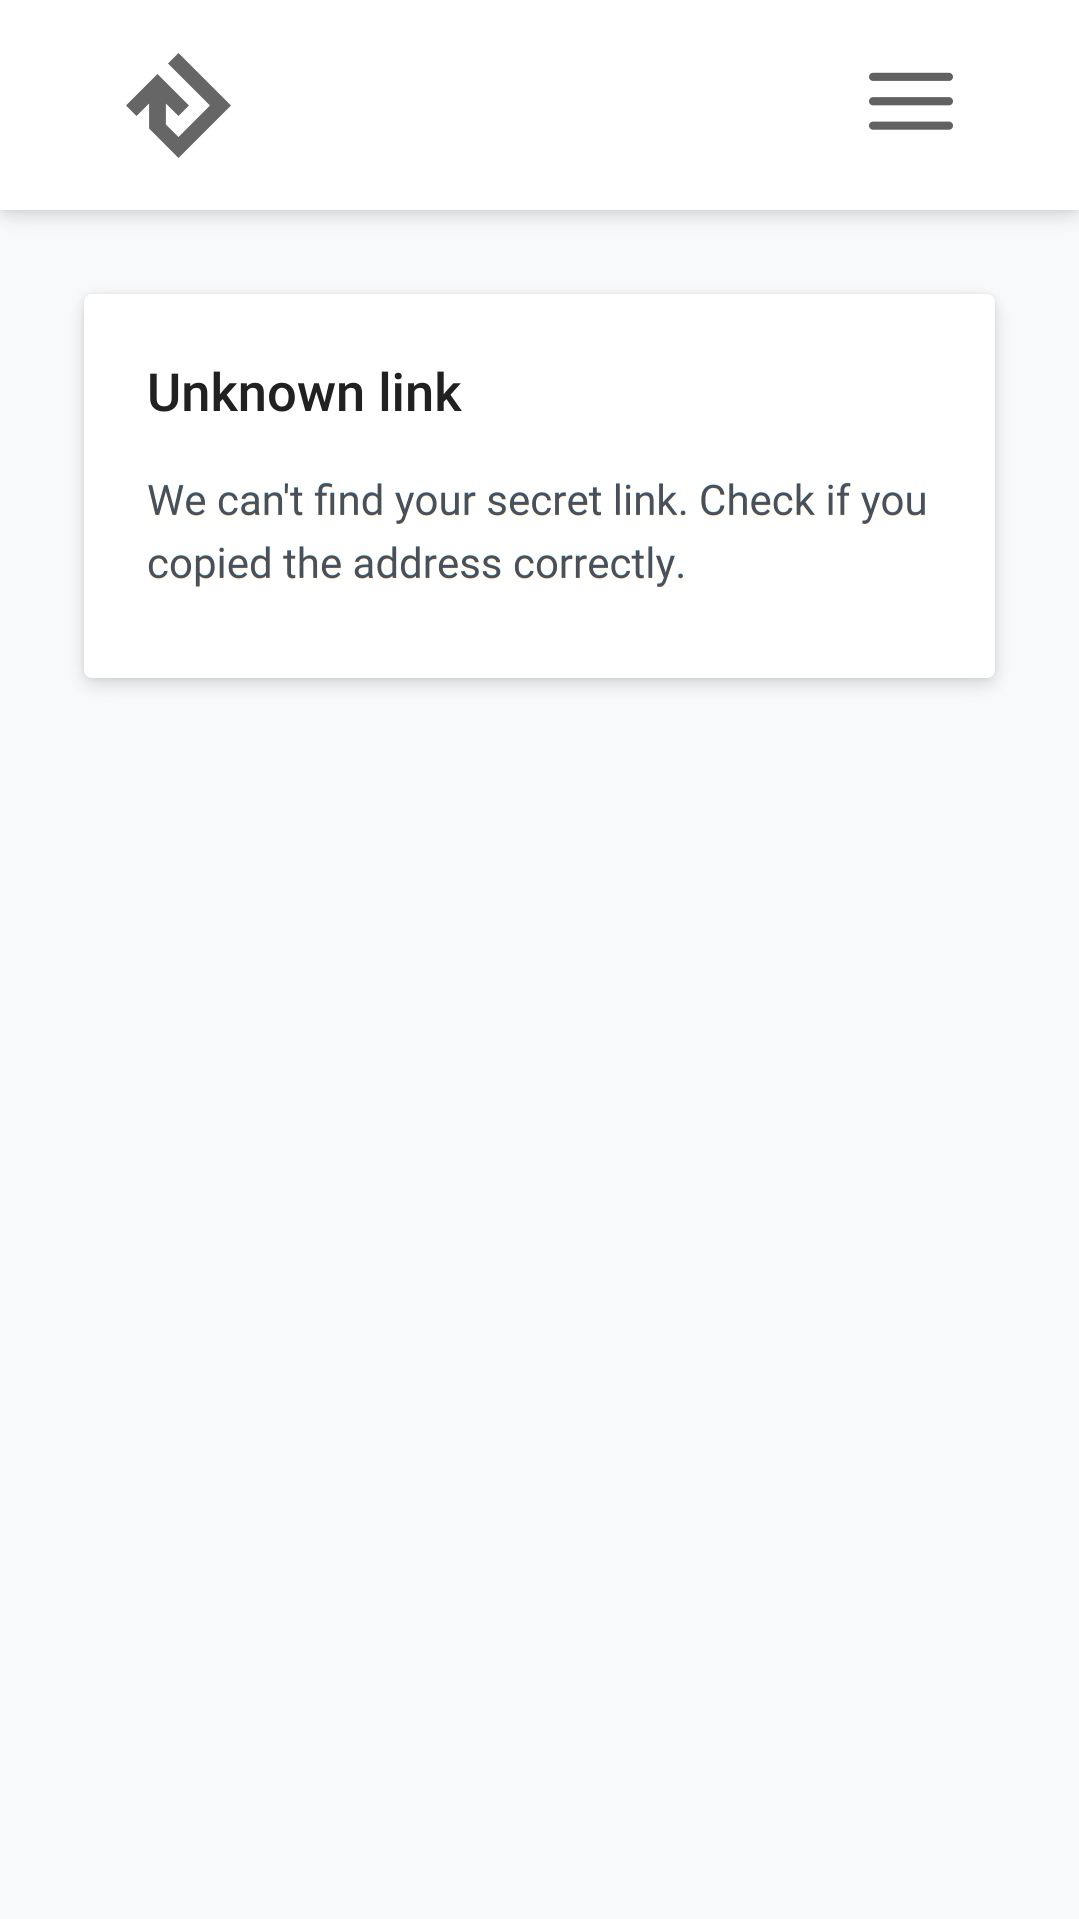 Unknown link
We can't find your secret link. Check if you
copied the address correctly.